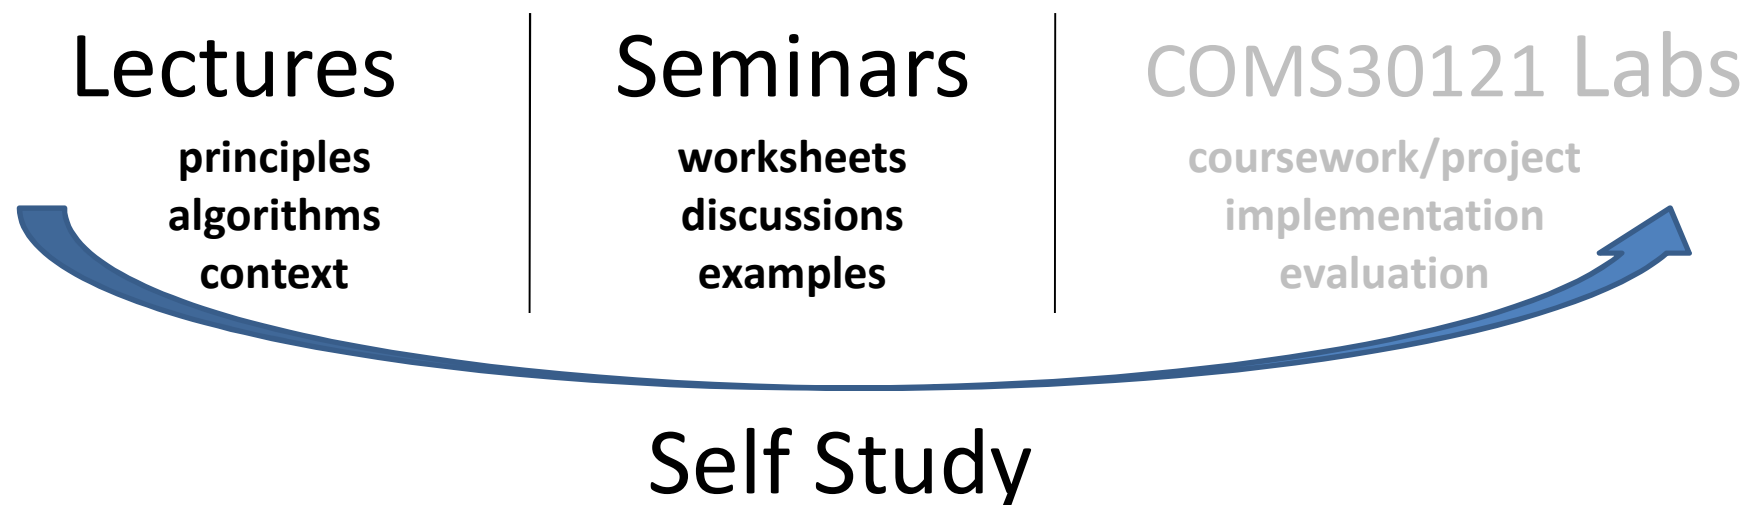 Lectures
principles
algorithms
context
Seminars
worksheets
discussions
examples
COMS30121 Labs
coursework/project
implementation
evaluation
Self Study